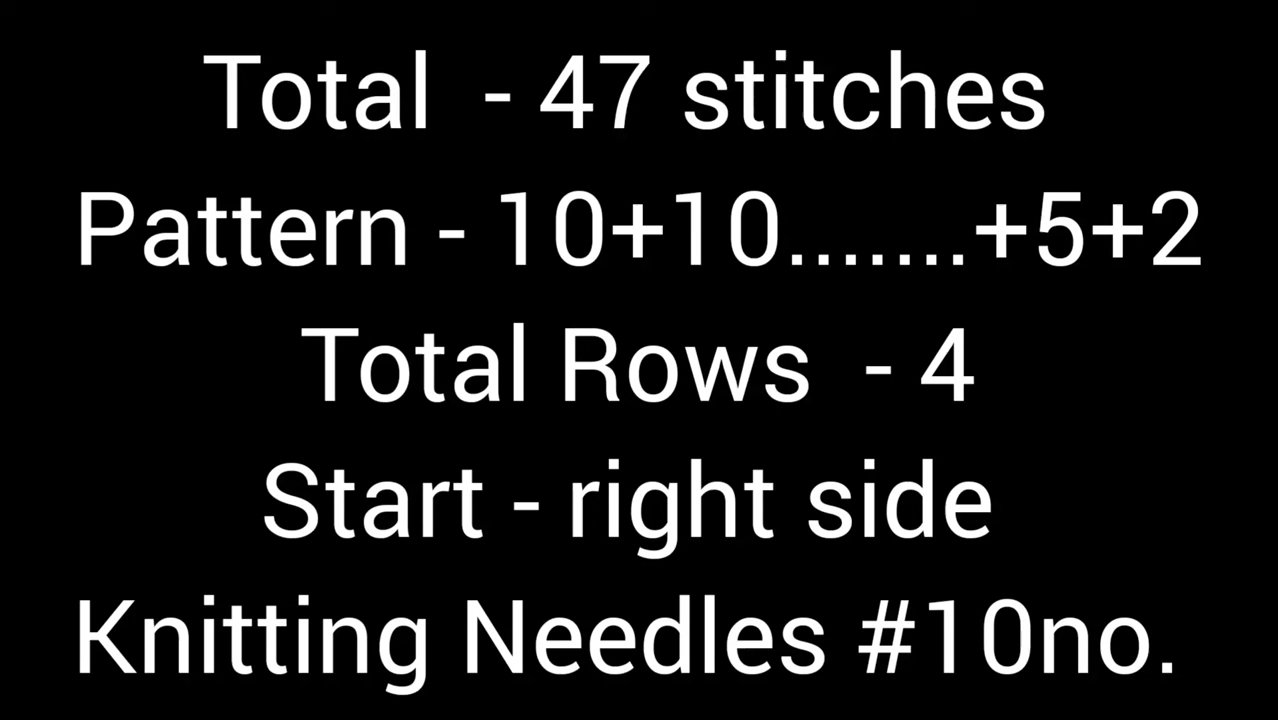 Total - 47 stitches
Pattern - 10+10.......+5+2
Total Rows - 4
Start - right side
Knitting Needles #10no.